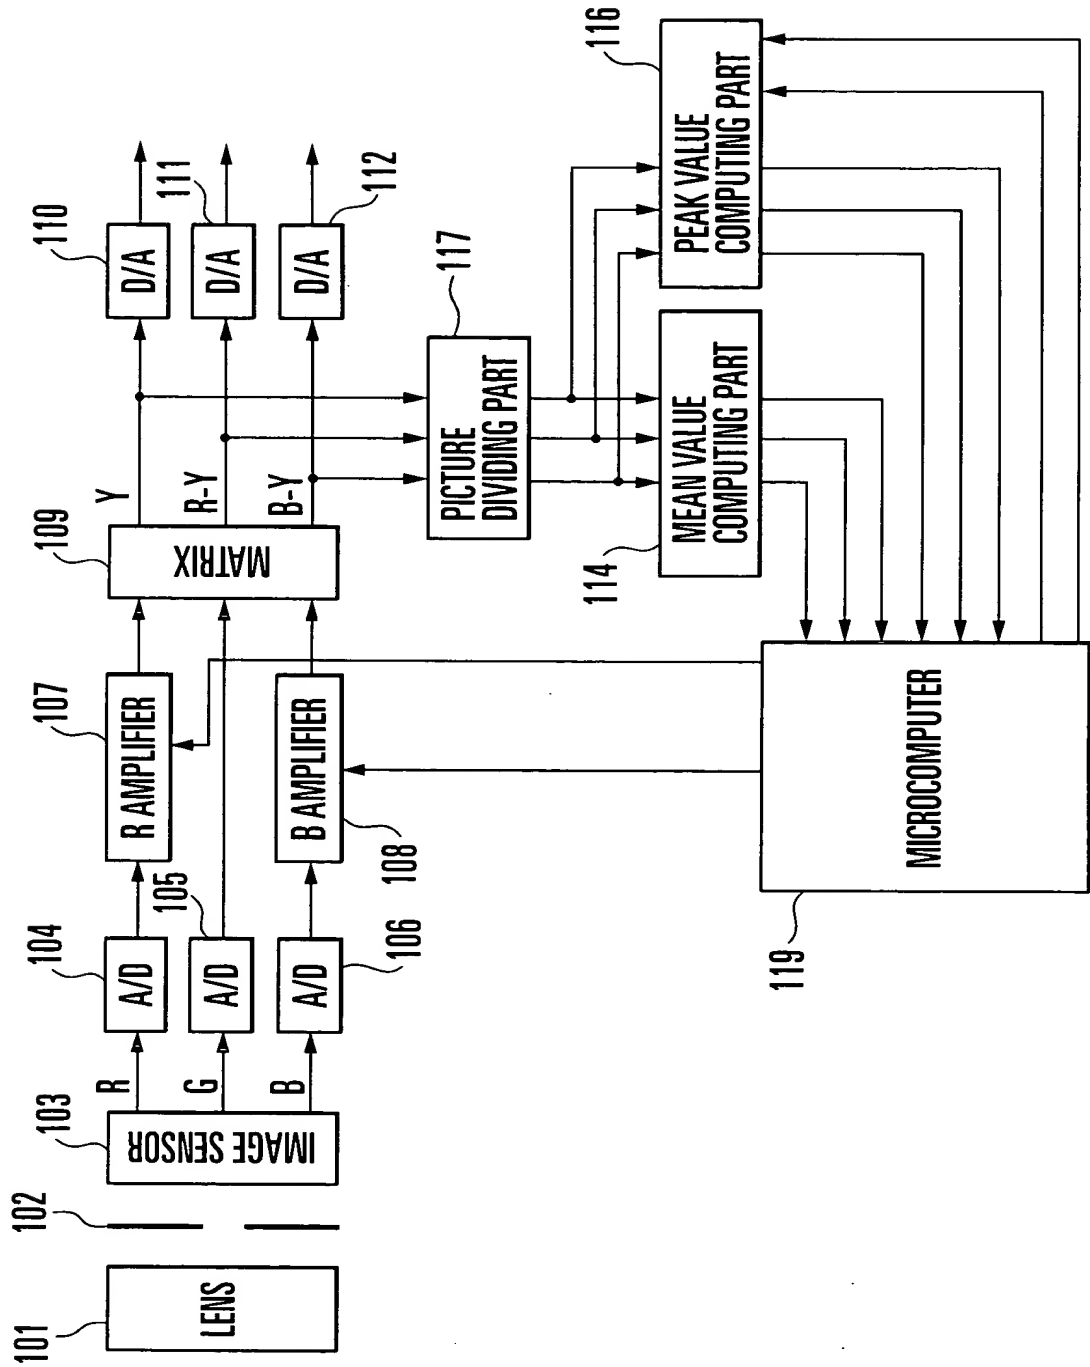 101
LENS
102
103
IMAGE SENSOR
R
G
B
104
A/D
105
A/D
106
A/D
107
R AMPLIFIER
108
B AMPLIFIER
109
MATRIX
Y
R-Y
B-Y
110
D/A
111
D/A
112
D/A
117
PICTURE
DIVIDING PART
114
MEAN VALUE
COMPUTING PART
116
PEAK VALUE
COMPUTING PART
119
MICROCOMPUTER